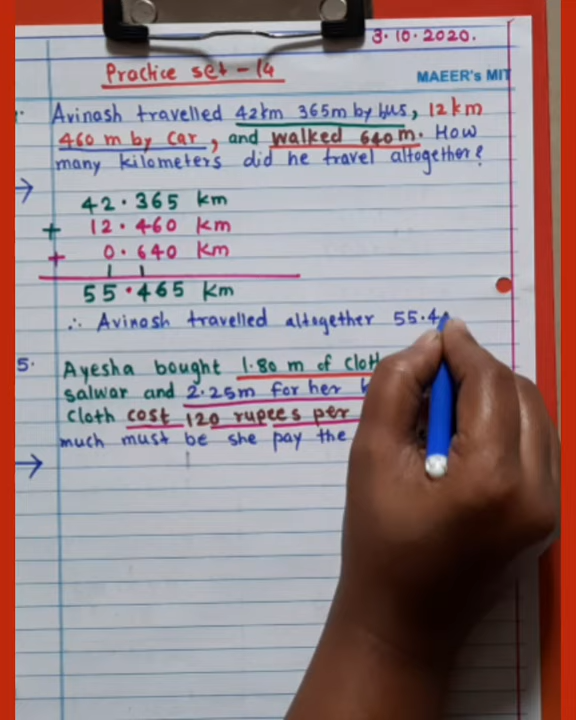 3.10.2020.
Practice set - 14
MAEER's MIT
Avinash travelled 42km 365m by bus, 12km
460 m by car, and walked 640m. How
many kilometers did he travel altogether?
42.365 km
+ 12.460 km
+ 0.640 km
1 1
55.465 km
∴ Avinash travelled altogether 55.4
5. Ayesha bought 1.80 m of cloth
salwar and 2.25m for her
cloth cost 120 rupees per
much must be she pay the